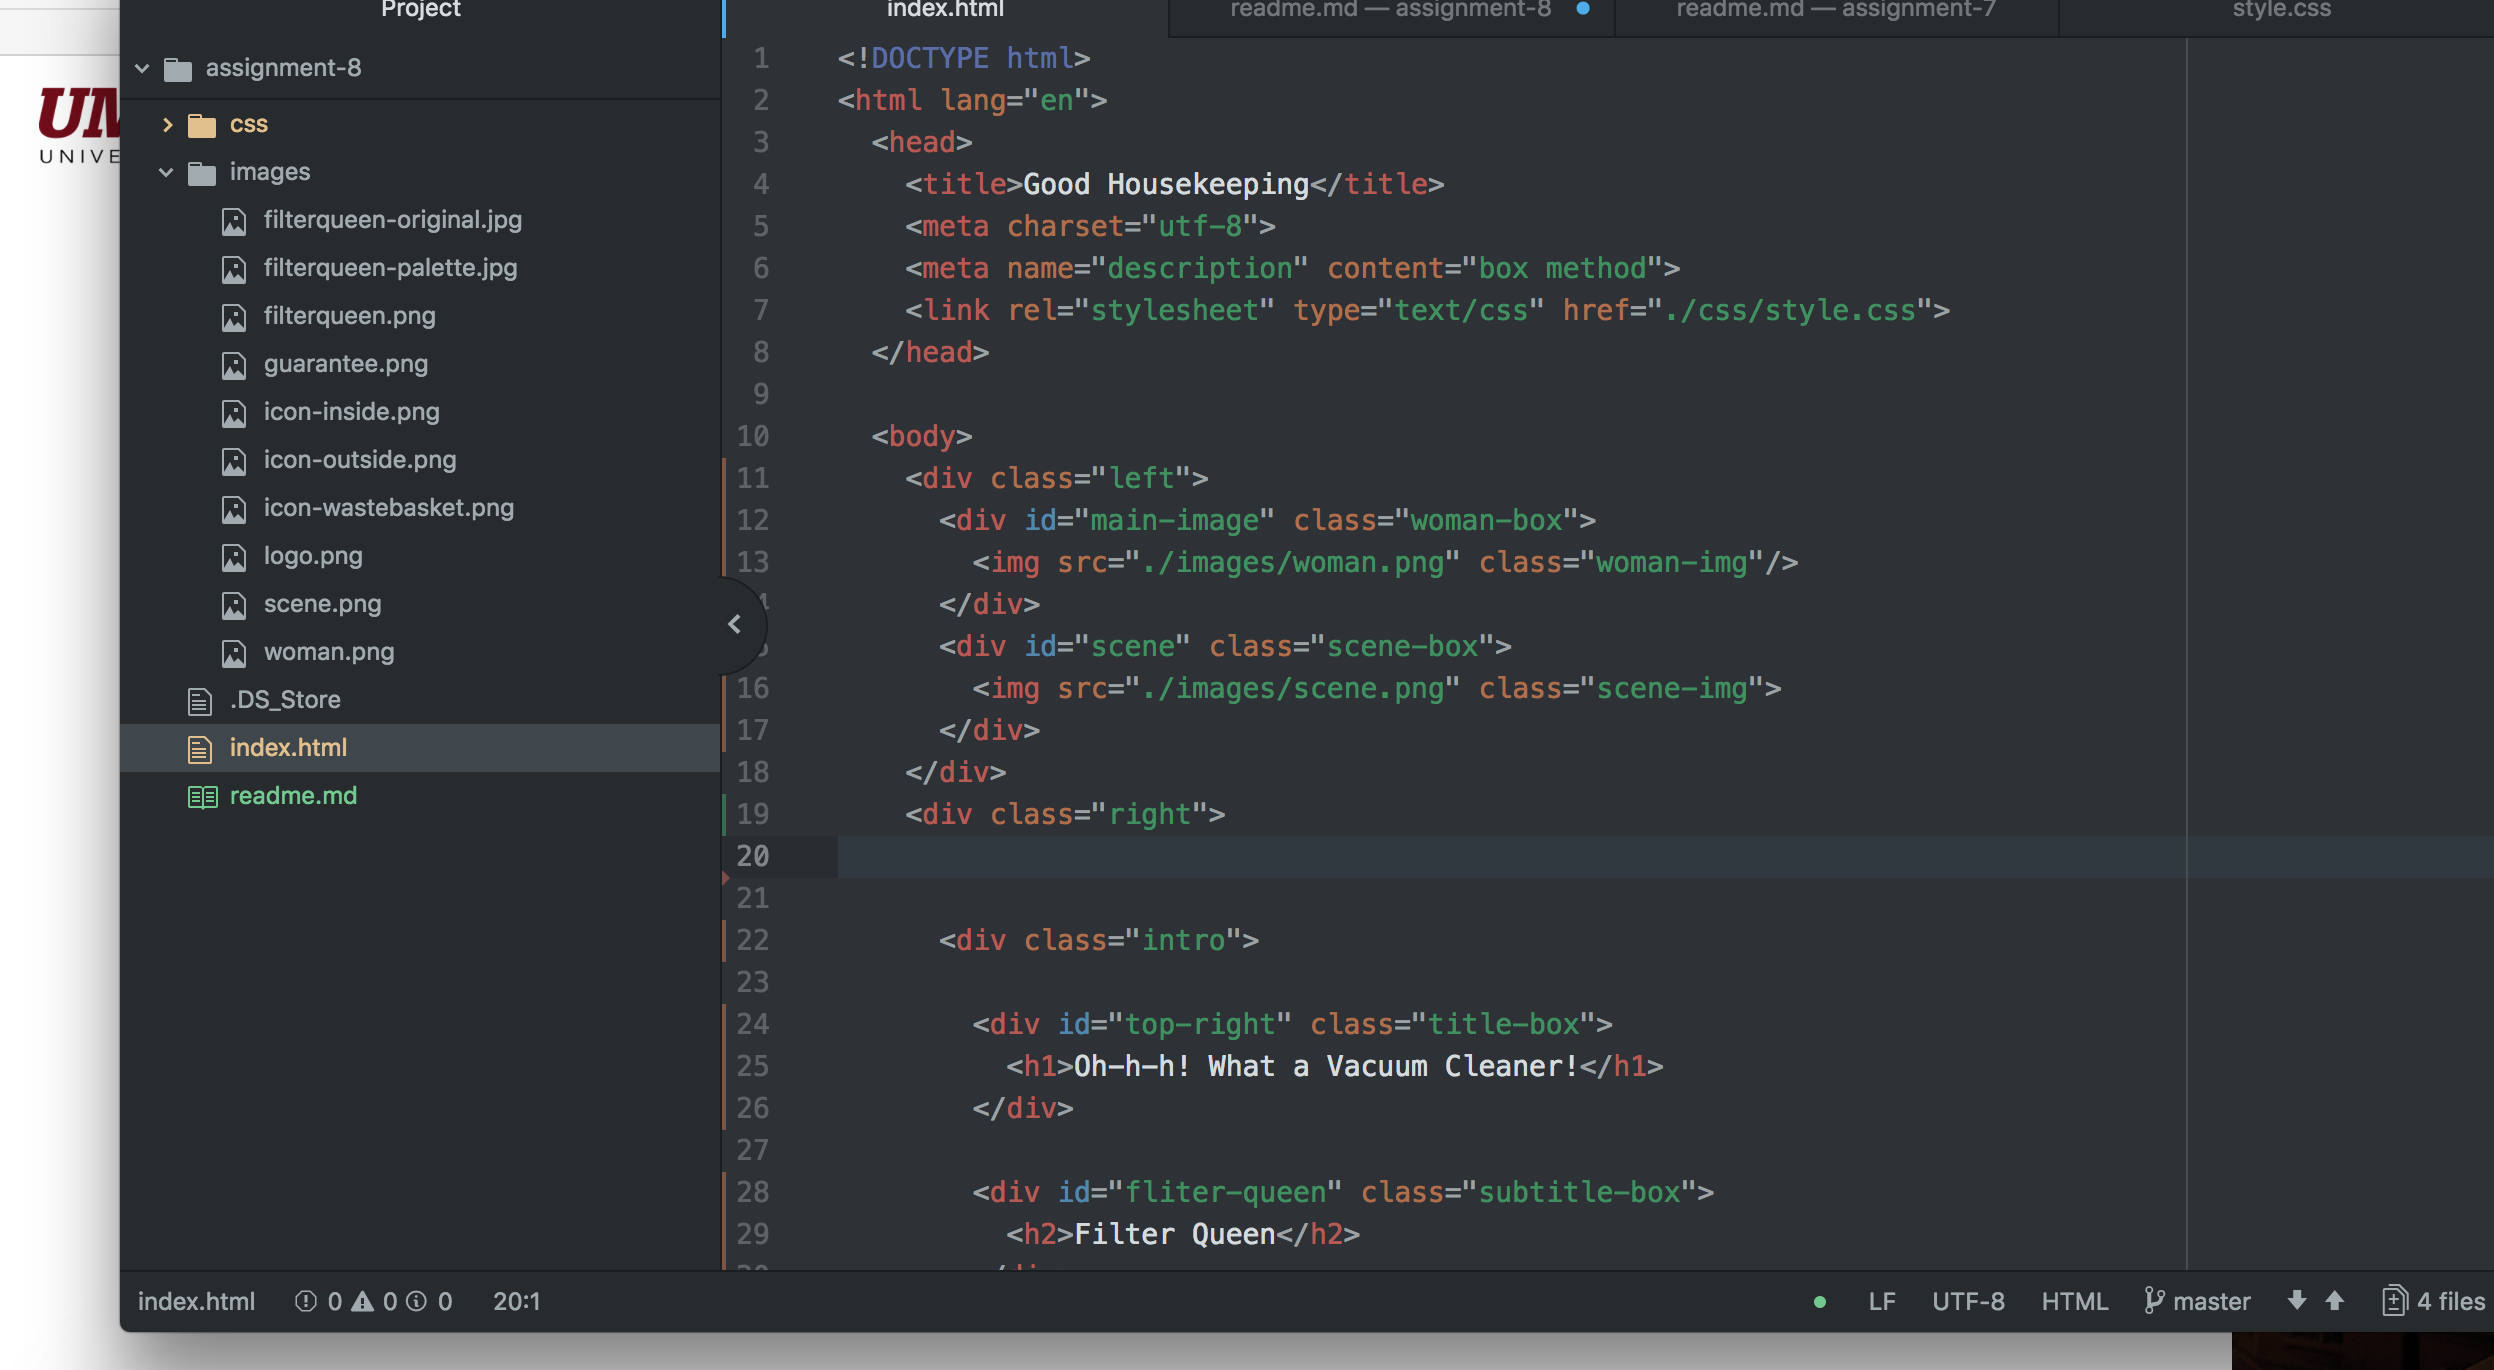 Project
index.html
readme.md — assignment-8
readme.md — assignment-7
style.css
UNIVE
assignment-8
css
images
filterqueen-original.jpg
filterqueen-palette.jpg
filterqueen.png
guarantee.png
icon-inside.png
icon-outside.png
icon-wastebasket.png
logo.png
scene.png
woman.png
.DS_Store
index.html
readme.md
1 <!DOCTYPE html>
2 <html lang="en">
3 <head>
4 <title>Good Housekeeping</title>
5 <meta charset="utf-8">
6 <meta name="description" content="box method">
7 <link rel="stylesheet" type="text/css" href="./css/style.css">
8 </head>
9
10 <body>
11 <div class="left">
12 <div id="main-image" class="woman-box">
13 <img src="./images/woman.png" class="woman-img"/>
</div>
<div id="scene" class="scene-box">
16 <img src="./images/scene.png" class="scene-img">
17 </div>
18 </div>
19 <div class="right">
20
21
22 <div class="intro">
23
24 <div id="top-right" class="title-box">
25 <h1>Oh-h-h! What a Vacuum Cleaner!</h1>
26 </div>
27
28 <div id="fliter-queen" class="subtitle-box">
29 <h2>Filter Queen</h2>
index.html 0 0 0 20:1
LF UTF-8 HTML master 4 files